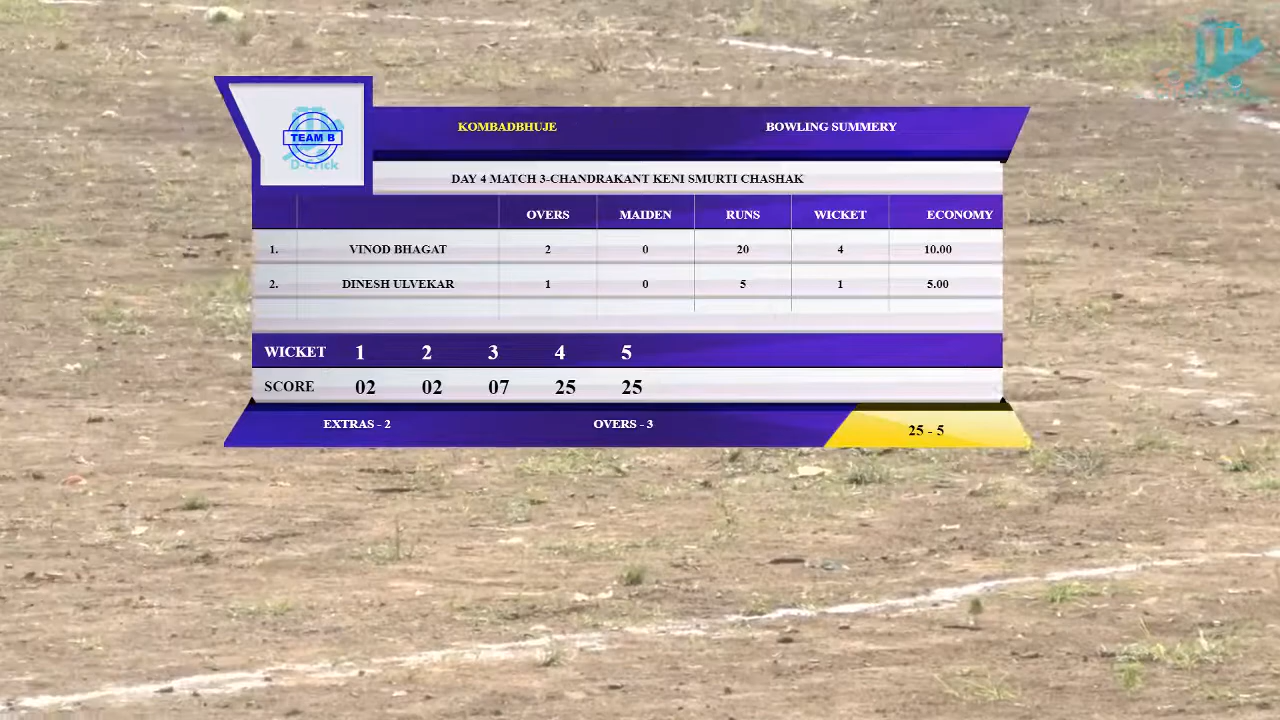 TEAM B
D-Crick
KOMBADBHUJE BOWLING SUMMERY
DAY 4 MATCH 3-CHANDRAKANT KENI SMURTI CHASHAK
OVERS MAIDEN RUNS WICKET ECONOMY
1. VINOD BHAGAT 2 0 20 4 10.00
2. DINESH ULVEKAR 1 0 5 1 5.00
WICKET 1 2 3 4 5
SCORE 02 02 07 25 25
EXTRAS - 2 OVERS - 3 25 - 5